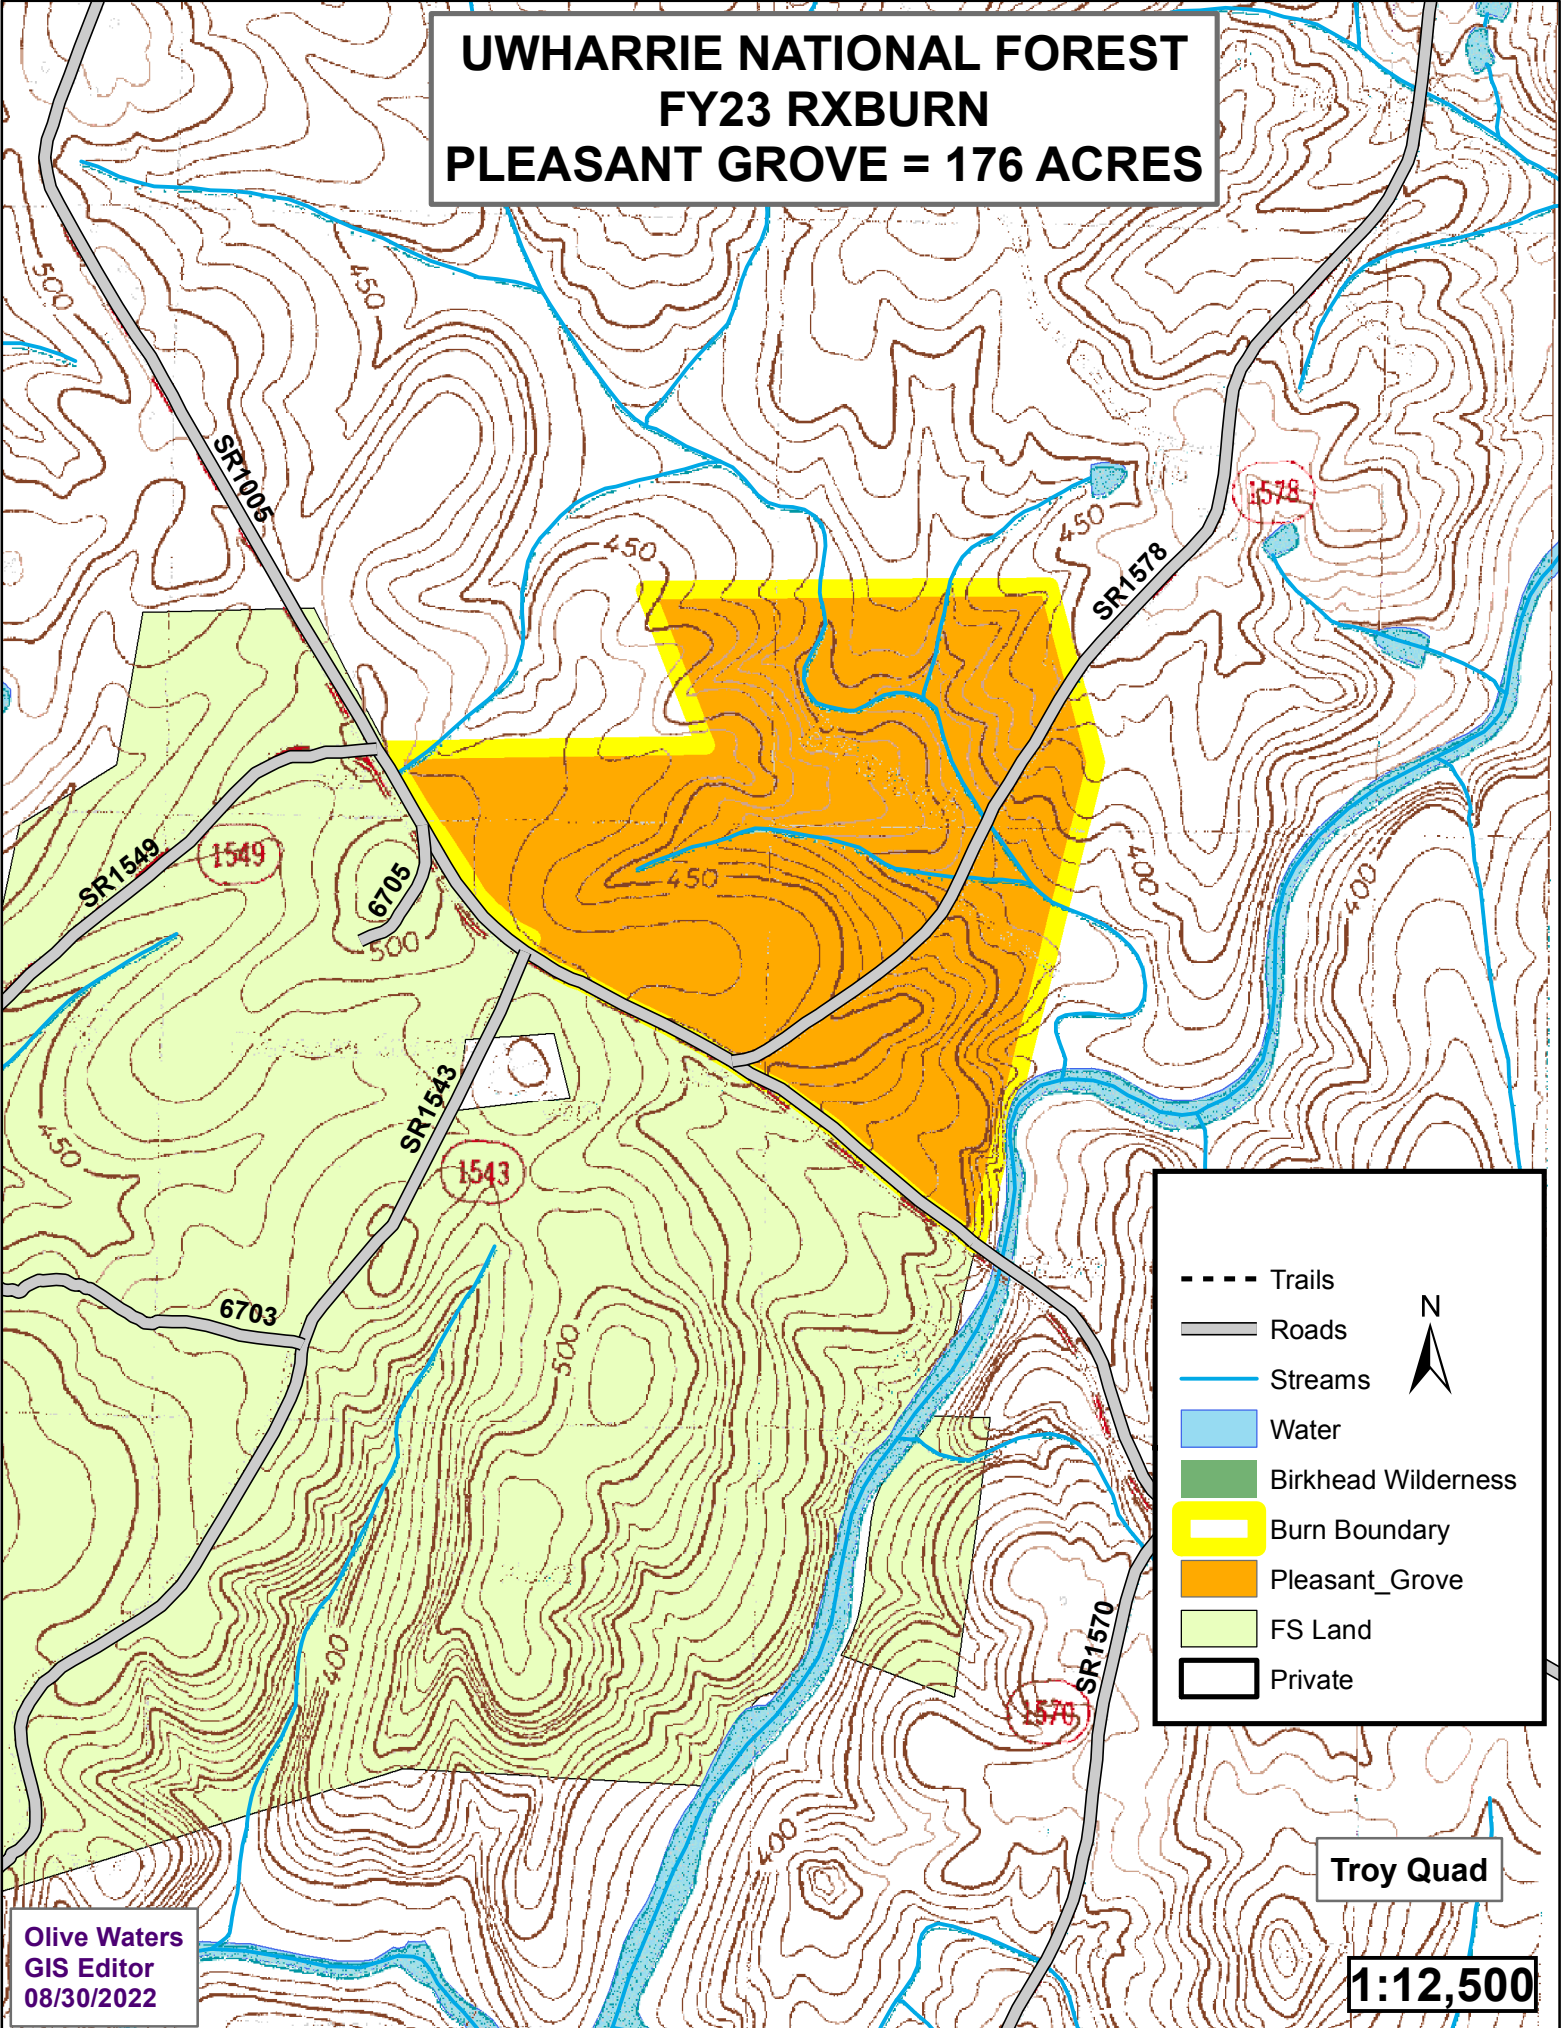 UWHARRIE NATIONAL FOREST
FY23 RXBURN
PLEASANT GROVE = 176 ACRES
500
450
SR1005
450
450
1578
SR1578
SR1549
1549
6705
450
500
400
400
SR1543
450
1543
6703
500
400
SR1570
1570
400
Trails
N
Roads
Streams
Water
Birkhead Wilderness
Burn Boundary
Pleasant_Grove
FS Land
Private
Troy Quad
Olive Waters
GIS Editor
08/30/2022
1:12,500